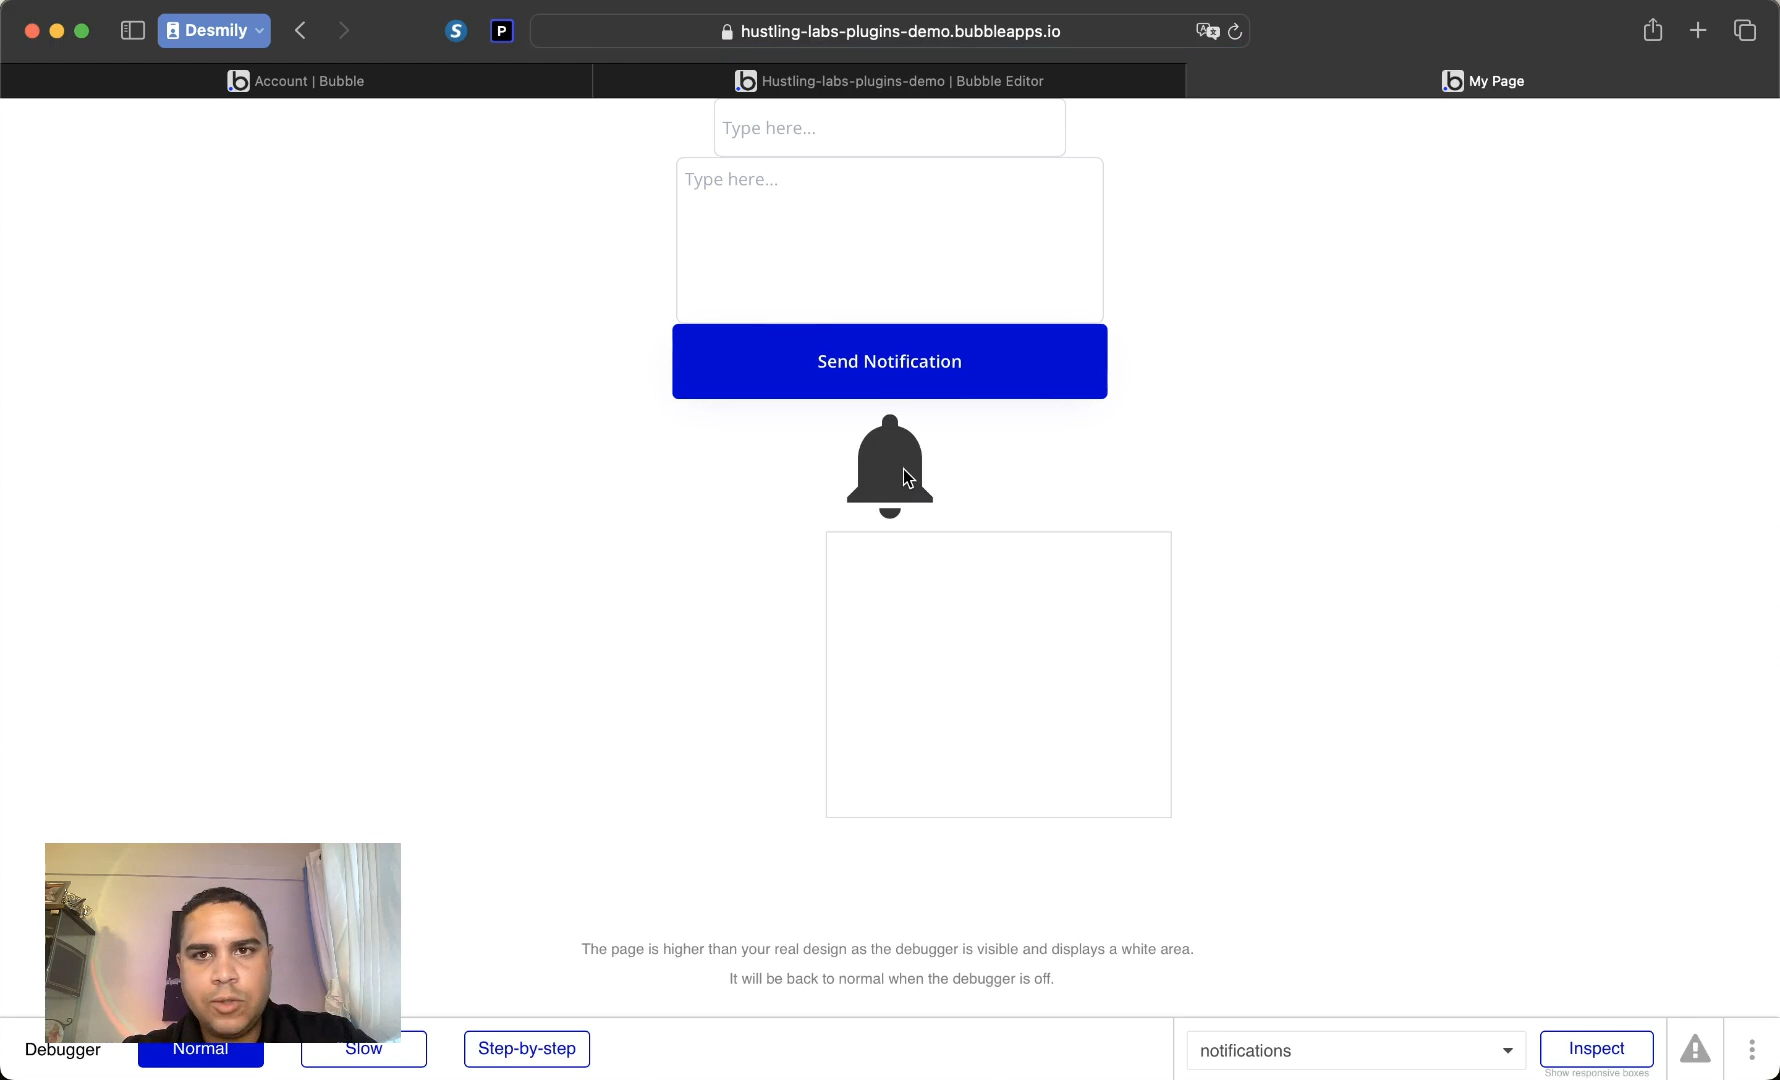 Desmily
S
P
hustling-labs-plugins-demo.bubbleapps.io
Account | Bubble
Hustling-labs-plugins-demo | Bubble Editor
My Page
Type here...
Type here...
Send Notification
The page is higher than your real design as the debugger is visible and displays a white area.
It will be back to normal when the debugger is off.
Debugger
Normal
Slow
Step-by-step
notifications
Inspect
Show responsive boxes